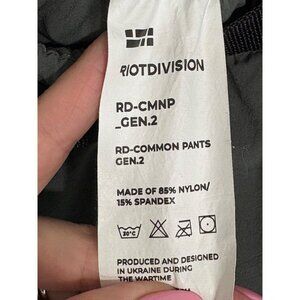 RIOTDIVISION
RD-CMNP
_GEN.2
RD-COMMON PANTS
GEN.2
MADE OF 85% NYLON/
15% SPANDEX
30°C
PRODUCED AND DESIGNED
IN UKRAINE DURING
THE WARTIME